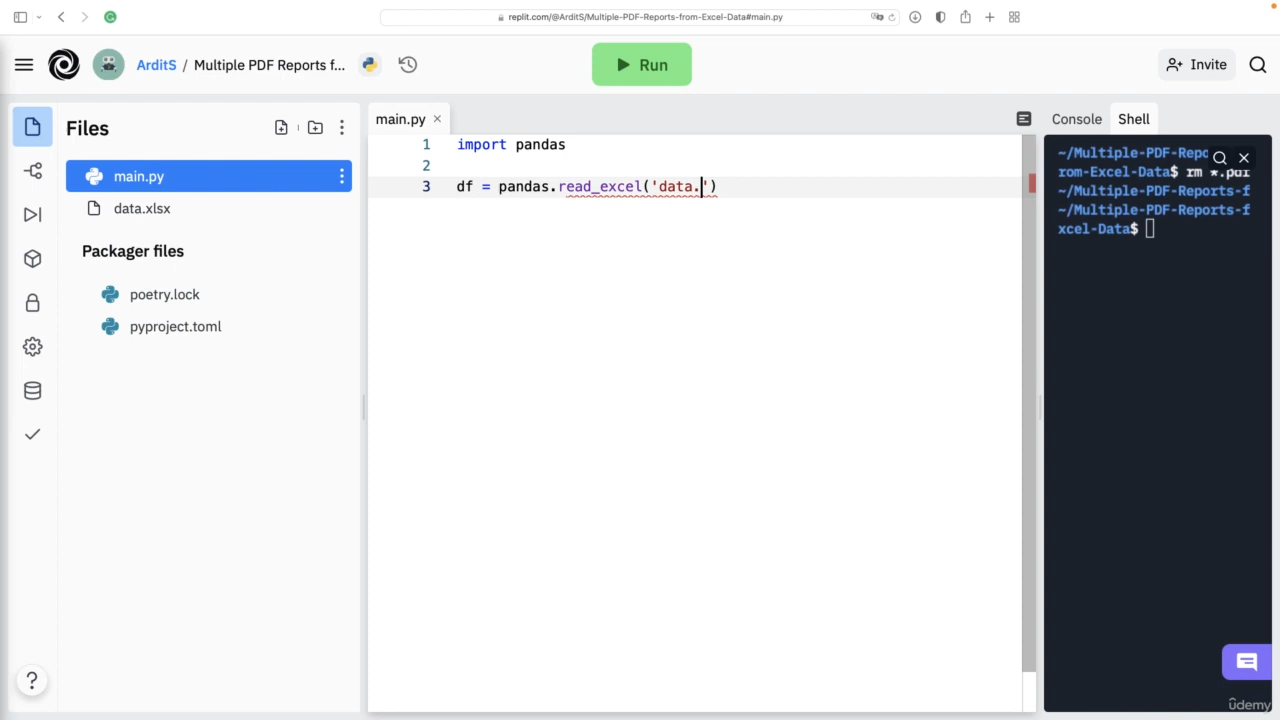 replit.com/@ArditS/Multiple-PDF-Reports-from-Excel-Data#main.py
ArditS / Multiple PDF Reports f...
Run
Invite
Files
main.py
data.xlsx
Packager files
poetry.lock
pyproject.toml
main.py
1 import pandas
2
3 df = pandas.read_excel('data.')
Console
Shell
~/Multiple-PDF-Repo
rom-Excel-Data$ rm *.pdf
~/Multiple-PDF-Reports-f
~/Multiple-PDF-Reports-f
xcel-Data$
?
udemy